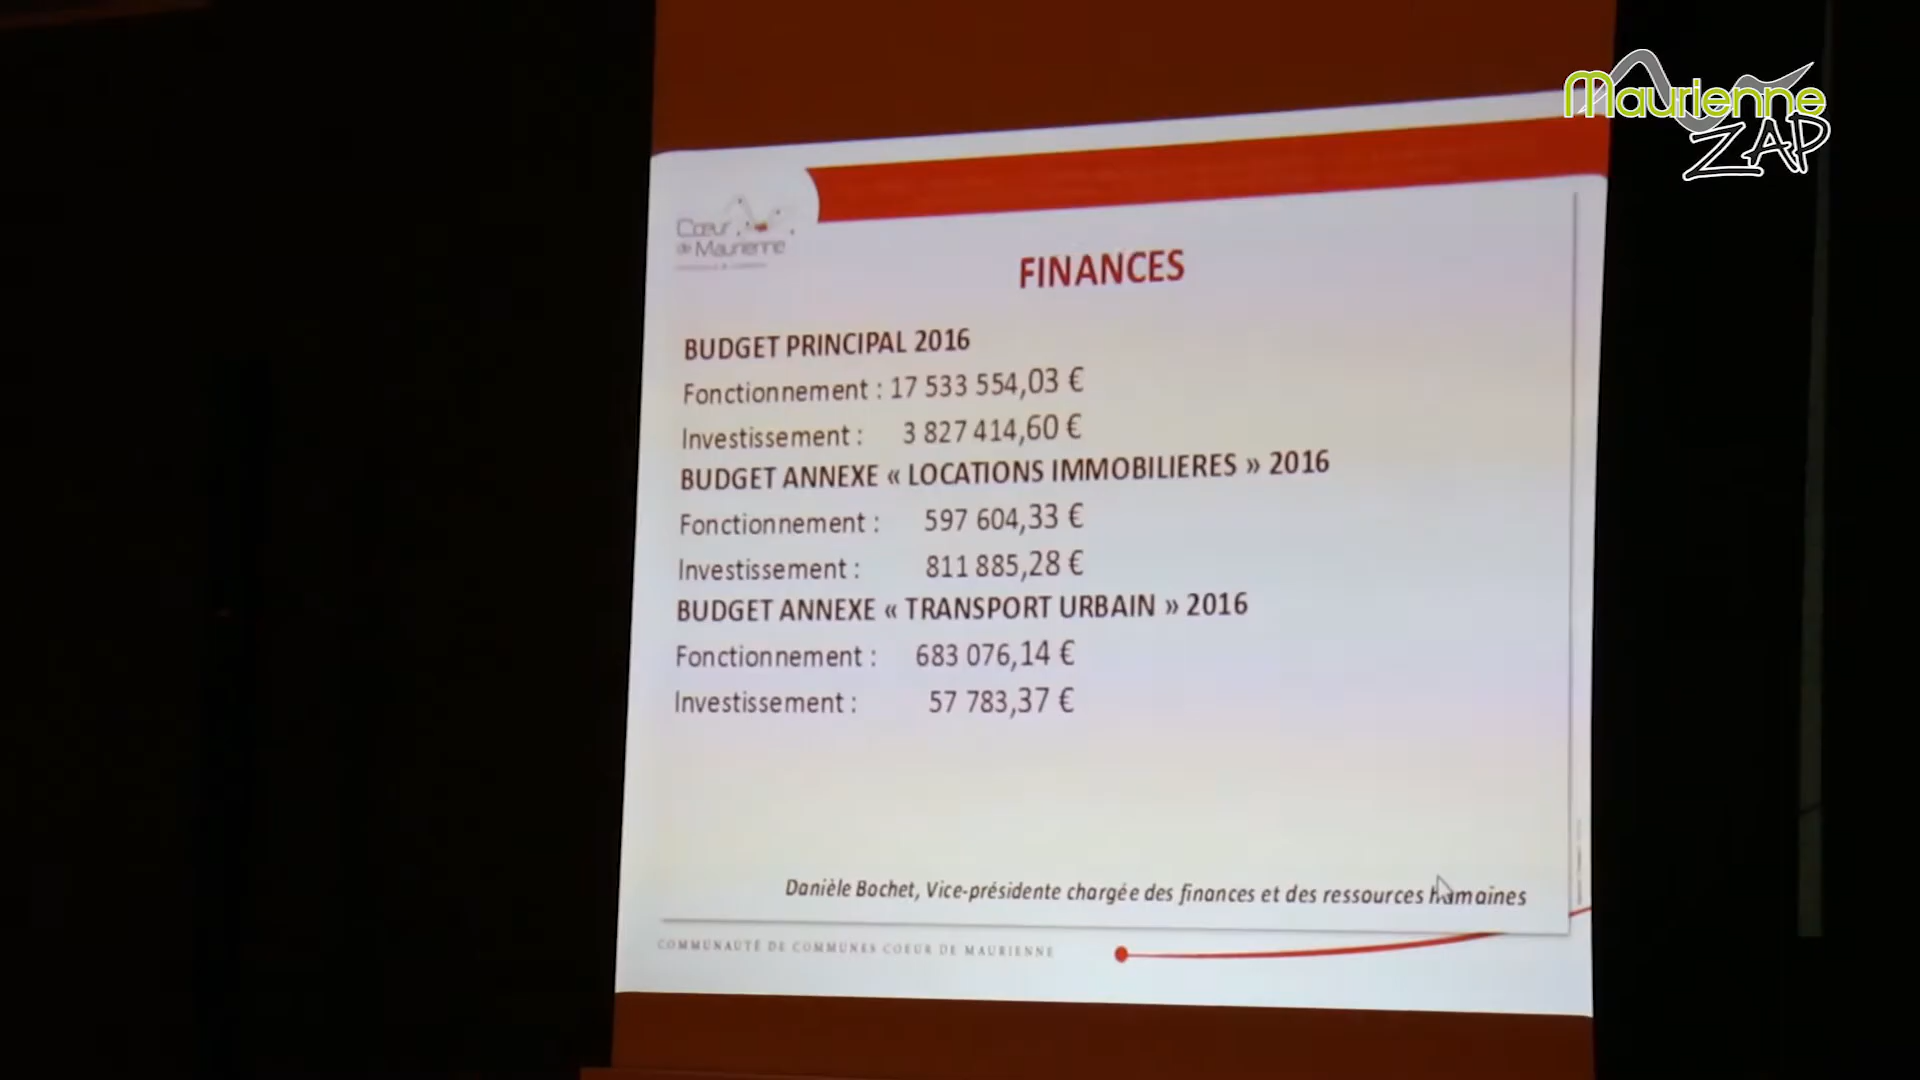 Maurienne
ZAP
Cœur
de Maurienne
FINANCES
BUDGET PRINCIPAL 2016
Fonctionnement : 17 533 554,03 €
Investissement : 3 827 414,60 €
BUDGET ANNEXE « LOCATIONS IMMOBILIERES » 2016
Fonctionnement : 597 604,33 €
Investissement : 811 885,28 €
BUDGET ANNEXE « TRANSPORT URBAIN » 2016
Fonctionnement : 683 076,14 €
Investissement : 57 783,37 €
Danièle Bochet, Vice-présidente chargée des finances et des ressources humaines
COMMUNAUTÉ DE COMMUNES COEUR DE MAURIENNE